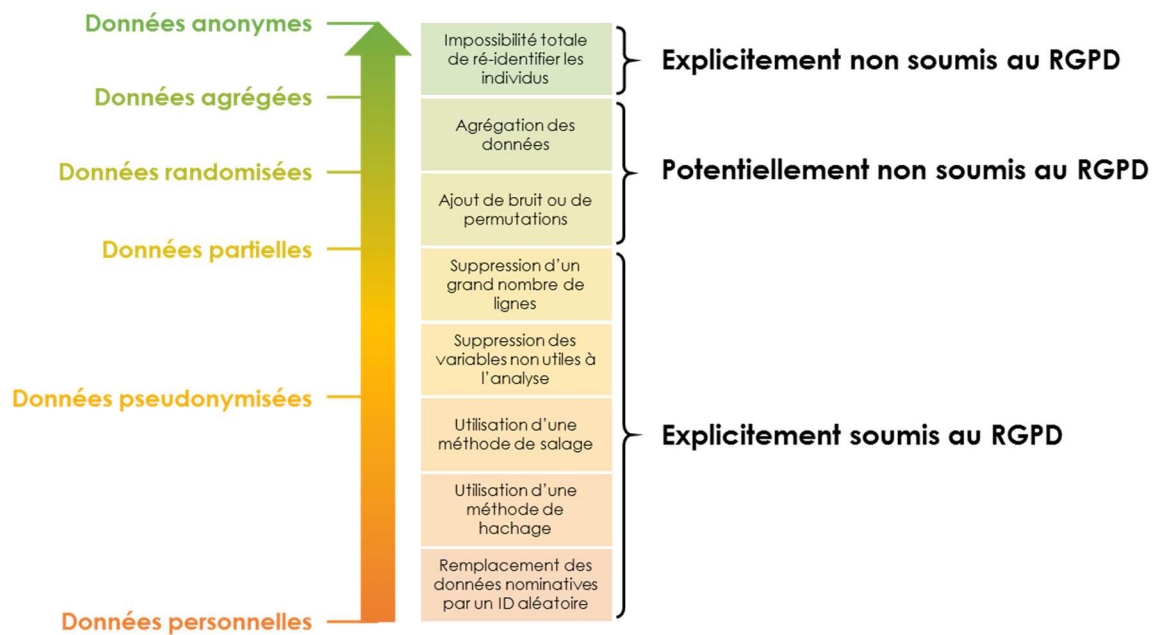 Données anonymes
Données agrégées
Données randomisées
Données partielles
Données pseudonymisées
Données personnelles
Impossibilité totale
de ré-identifier les
individus
Agrégation des
données
Ajout de bruit ou de
permutations
Suppression d'un
grand nombre de
lignes
Suppression des
variables non utiles à
l'analyse
Utilisation d'une
méthode de salage
Utilisation d'une
méthode de
hachage
Remplacement des
données nominatives
par un ID aléatoire
Explicitement non soumis au RGPD
Potentiellement non soumis au RGPD
Explicitement soumis au RGPD